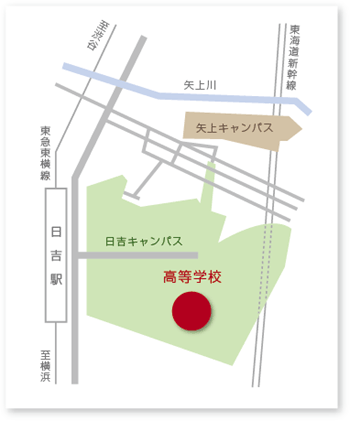 至渋谷
東海道新幹線
矢上川
矢上キャンパス
東急東横線
日吉キャンパス
日吉駅
高等学校
至横浜